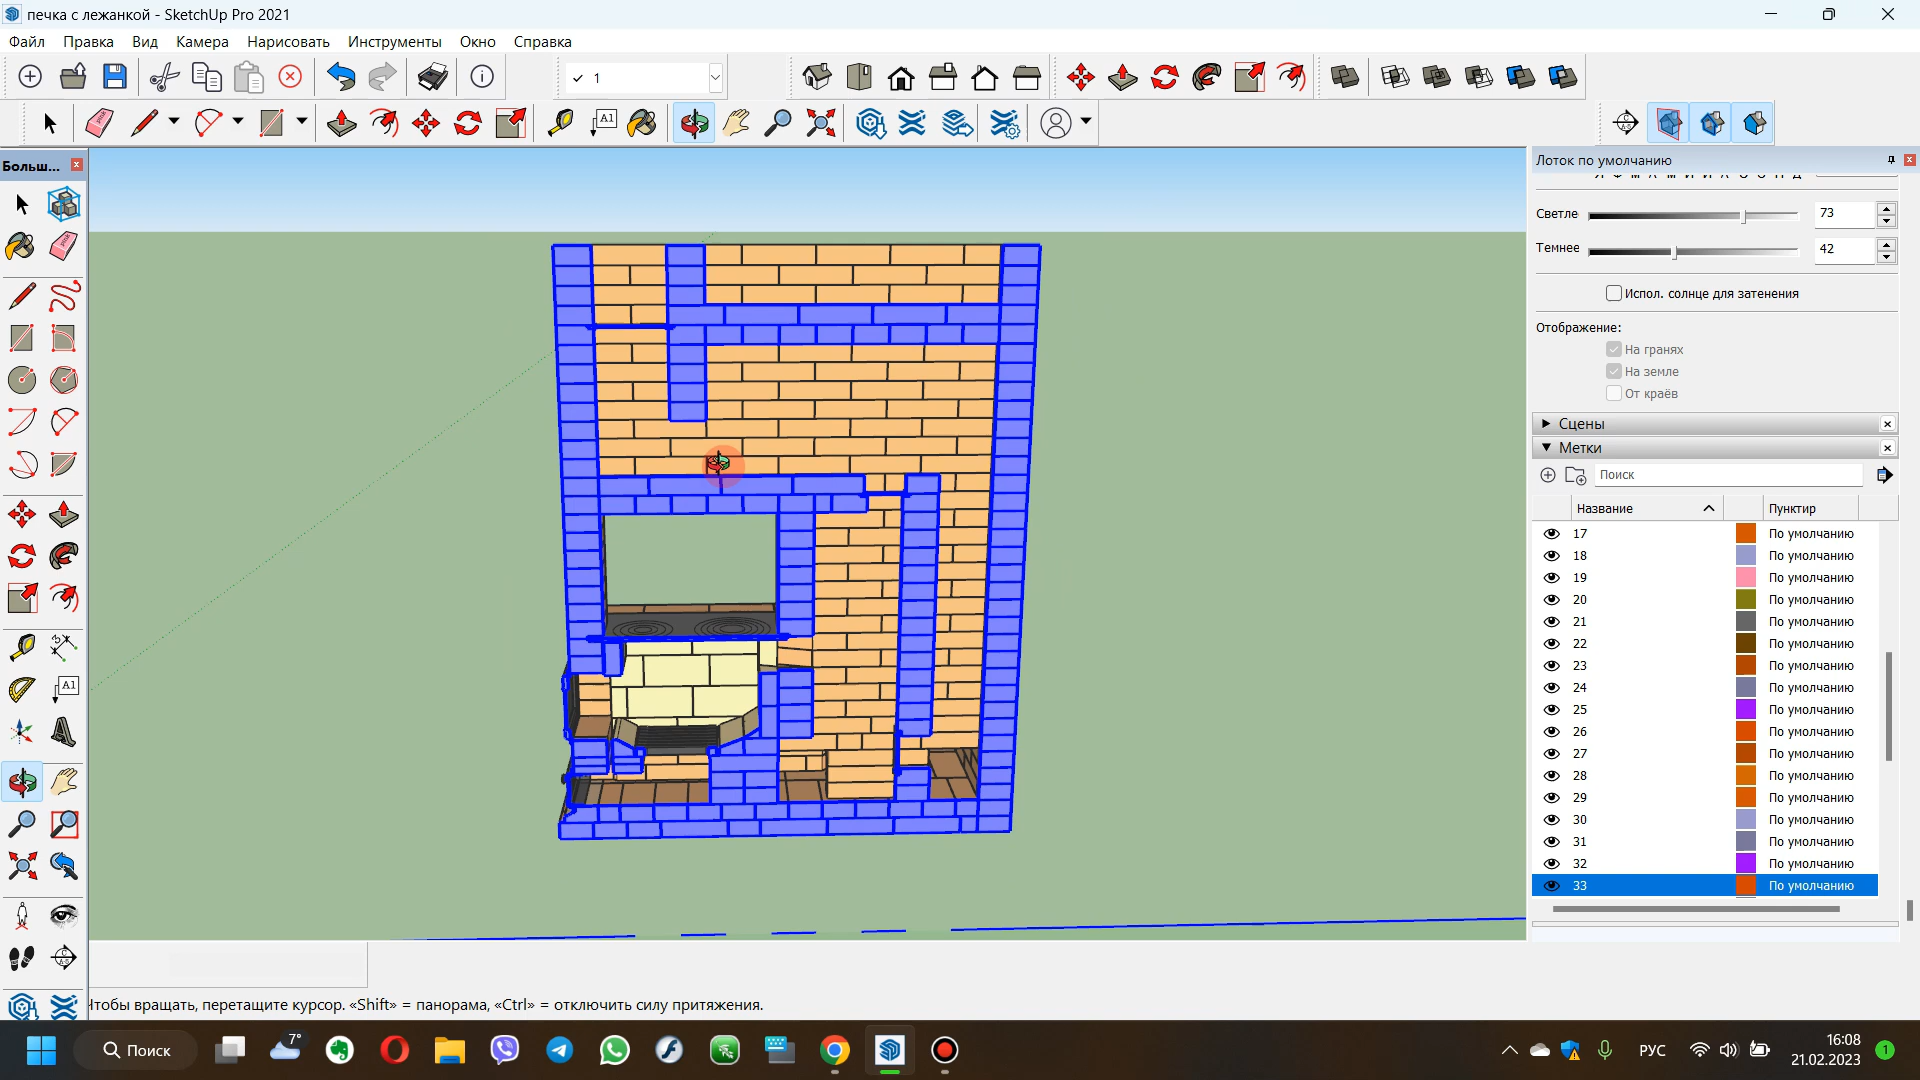 печка с лежанкой - SketchUp Pro 2021
Файл Правка Вид Камера Нарисовать Инструменты Окно Справка
1
A1
Больш...
Лоток по умолчанию
Светле 73
Темнее 42
Испол. солнце для затенения
Отображение:
На гранях
На земле
От краёв
Сцены
Метки
Поиск
Название Пунктир
17 По умолчанию
18 По умолчанию
19 По умолчанию
20 По умолчанию
21 По умолчанию
22 По умолчанию
23 По умолчанию
24 По умолчанию
25 По умолчанию
26 По умолчанию
27 По умолчанию
28 По умолчанию
29 По умолчанию
30 По умолчанию
31 По умолчанию
32 По умолчанию
33 По умолчанию
A1
Чтобы вращать, перетащите курсор. «Shift» = панорама, «Ctrl» = отключить силу притяжения.
Поиск
7°
РУС
16:08
21.02.2023
1